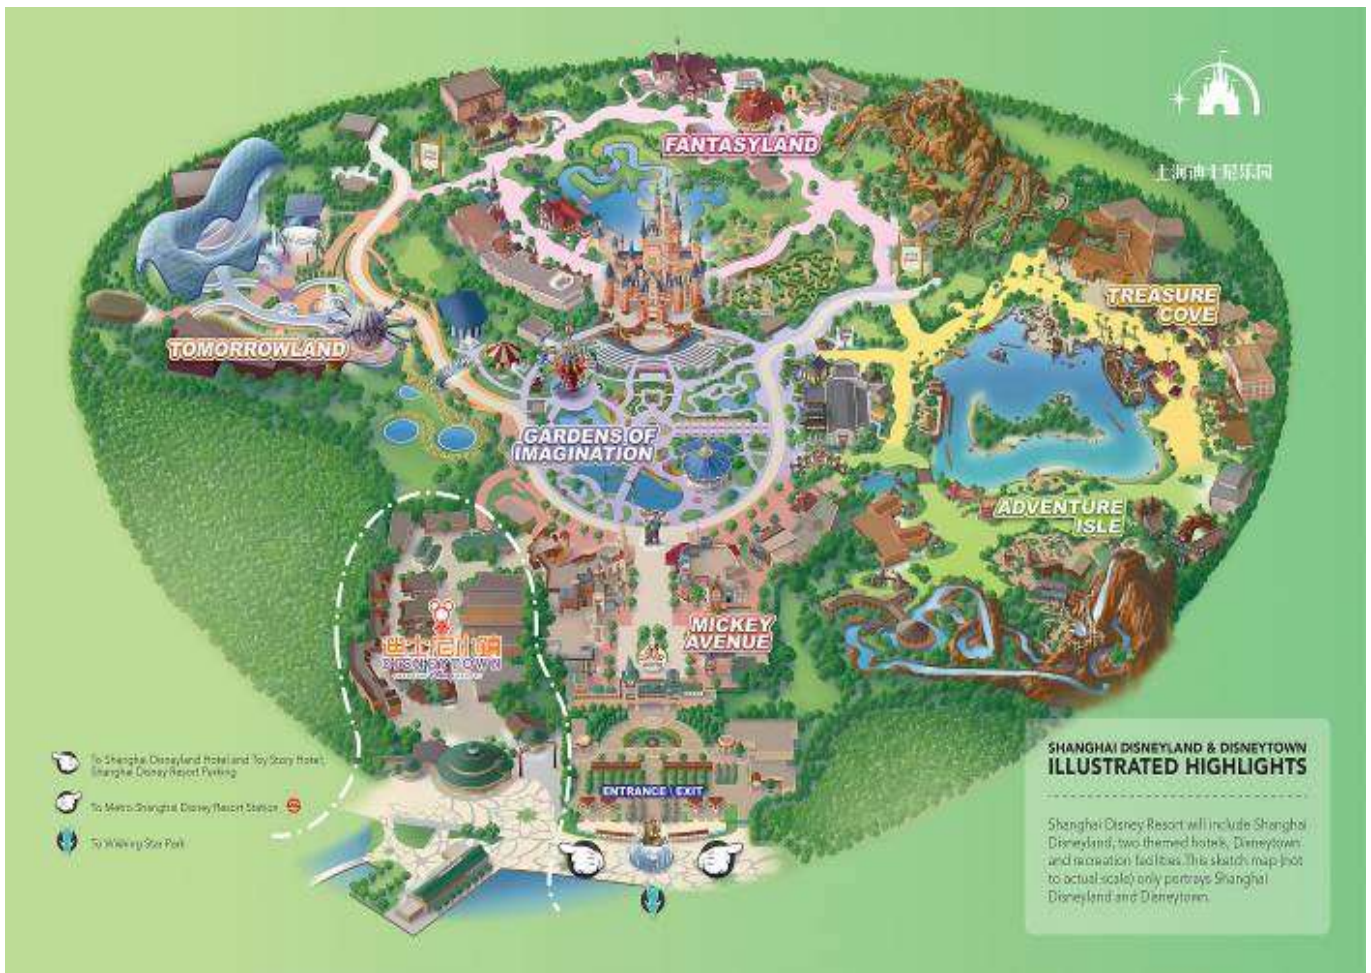 FANTASYLAND
上海迪士尼乐园
TREASURE
COVE
TOMORROWLAND
GARDENS OF
IMAGINATION
ADVENTURE
ISLE
MICKEY
AVENUE
迪士尼小镇
DISNEYTOWN
ENTRANCE EXIT
To Shanghai Disneyland Hotel and Toy Story Hotel,
Shanghai Disney Resort Parking
To Metro Shanghai Disney Resort Station
To Wishing Star Park
SHANGHAI DISNEYLAND & DISNEYTOWN
ILLUSTRATED HIGHLIGHTS
Shanghai Disney Resort will include Shanghai
Disneyland, two themed hotels, Disneytown
and recreation facilities. This sketch map (not
to actual scale) only portrays Shanghai
Disneyland and Disneytown.